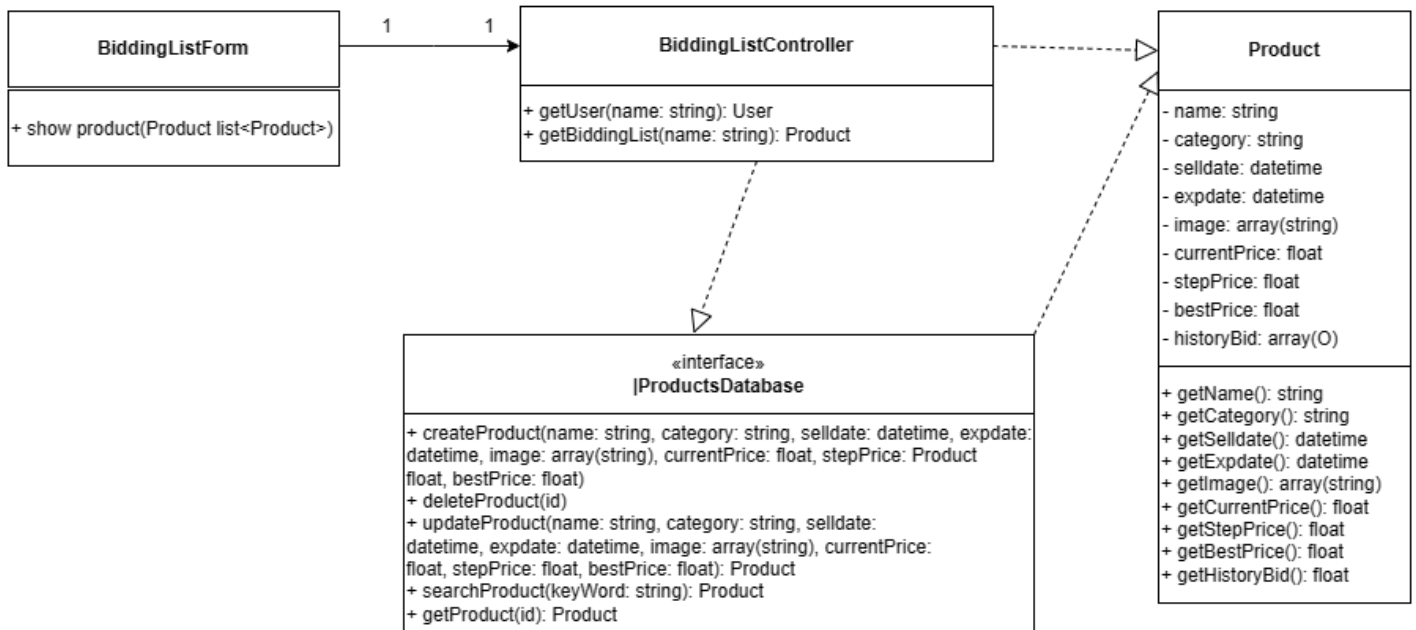 BiddingListForm
+ show product(Product list<Product>)
1
1
BiddingListController
+ getUser(name: string): User
+ getBiddingList(name: string): Product
Product
- name: string
- category: string
- selldate: datetime
- expdate: datetime
- image: array(string)
- currentPrice: float
- stepPrice: float
- bestPrice: float
- historyBid: array(O)
+ getName(): string
+ getCategory(): string
+ getSelldate(): datetime
+ getExpdate(): datetime
+ getImage(): array(string)
+ getCurrentPrice(): float
+ getStepPrice(): float
+ getBestPrice(): float
+ getHistoryBid(): float
«interface»
|ProductsDatabase
+ createProduct(name: string, category: string, selldate: datetime, expdate:
datetime, image: array(string), currentPrice: float, stepPrice: Product
float, bestPrice: float)
+ deleteProduct(id)
+ updateProduct(name: string, category: string, selldate:
datetime, expdate: datetime, image: array(string), currentPrice:
float, stepPrice: float, bestPrice: float): Product
+ searchProduct(keyWord: string): Product
+ getProduct(id): Product